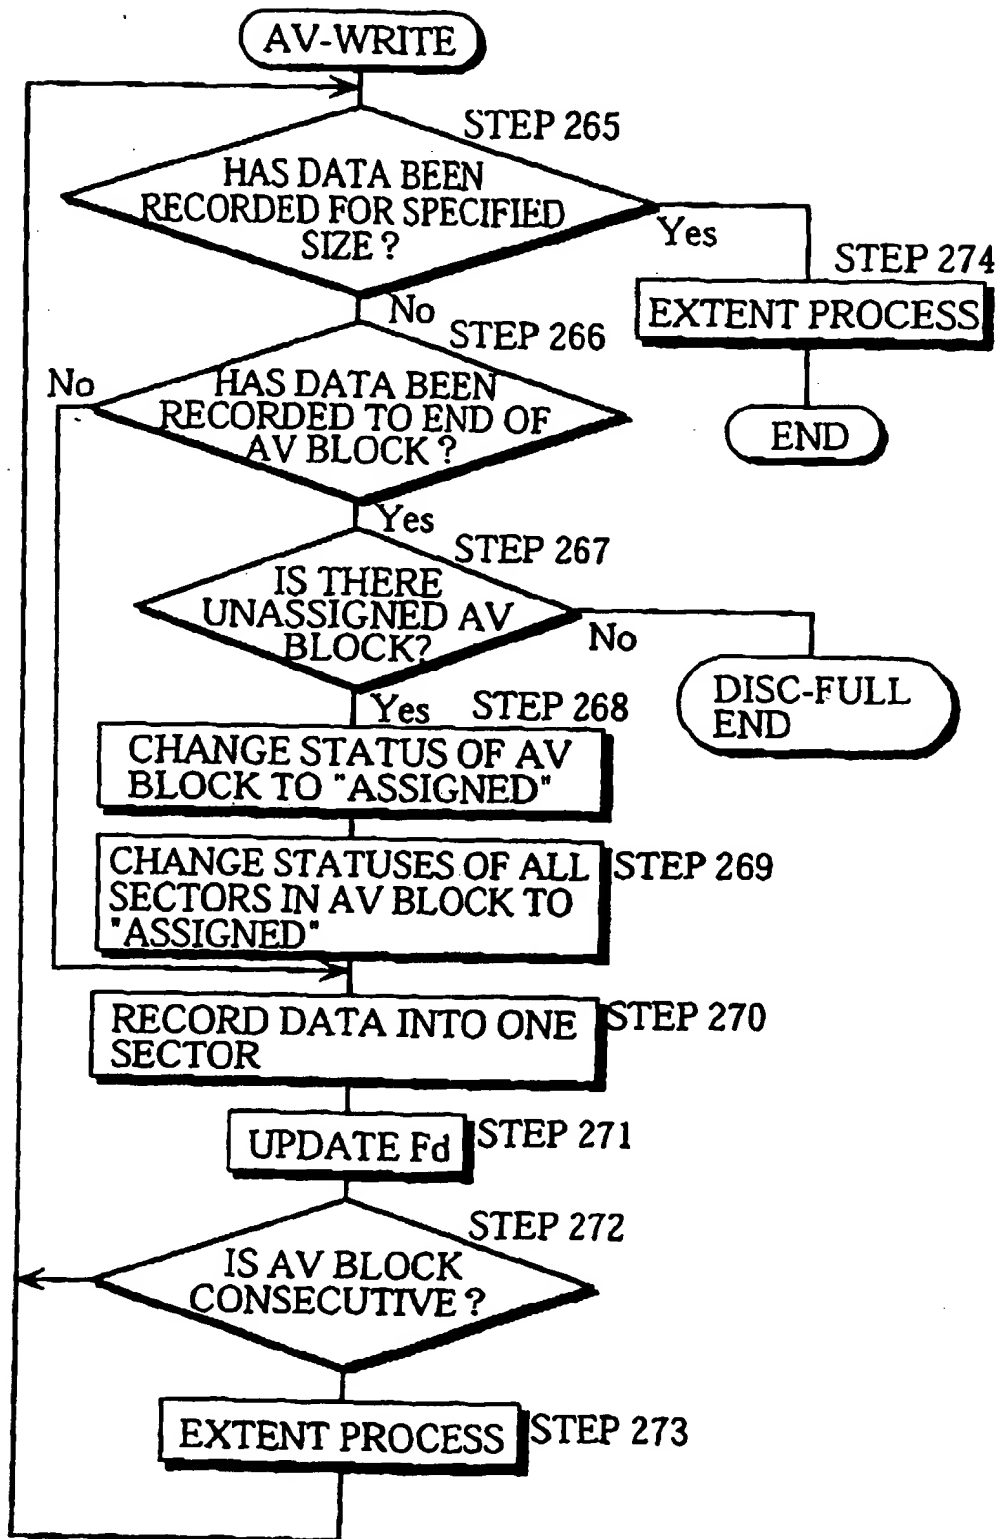 AV-WRITE
STEP 265
HAS DATA BEEN
RECORDED FOR SPECIFIED
SIZE ?
Yes
STEP 274
EXTENT PROCESS
END
No
STEP 266
No
HAS DATA BEEN
RECORDED TO END OF
AV BLOCK ?
Yes
STEP 267
IS THERE
UNASSIGNED AV
BLOCK?
No
DISC-FULL
END
Yes
STEP 268
CHANGE STATUS OF AV
BLOCK TO "ASSIGNED"
CHANGE STATUSES OF ALL
SECTORS IN AV BLOCK TO
"ASSIGNED"
STEP 269
RECORD DATA INTO ONE
SECTOR
STEP 270
UPDATE Fd
STEP 271
STEP 272
IS AV BLOCK
CONSECUTIVE ?
EXTENT PROCESS
STEP 273